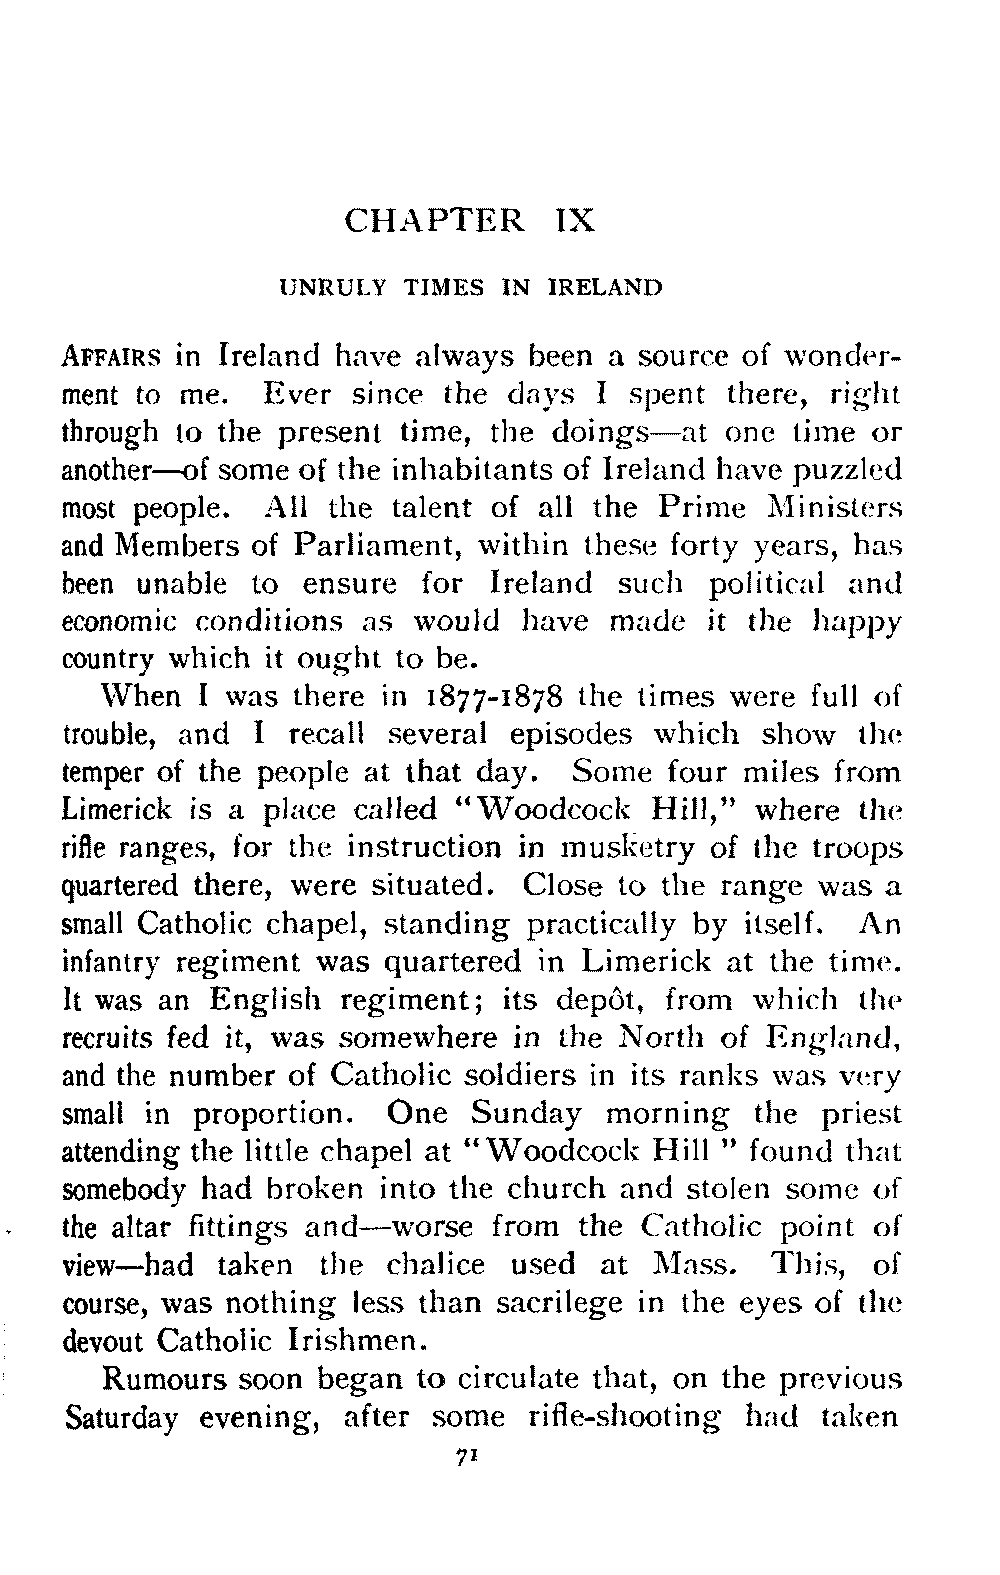 CHAPTER IX
UNRULY TIMES IN IRELAND
AFFAIRS in Ireland have always been a source of wonder-
ment to me. Ever since the days I spent there, right
through to the present time, the doings—at one time or
another—of some of the inhabitants of Ireland have puzzled
most people. All the talent of all the Prime Ministers
and Members of Parliament, within these forty years, has
been unable to ensure for Ireland such political and
economic conditions as would have made it the happy
country which it ought to be.
When I was there in 1877-1878 the times were full of
trouble, and I recall several episodes which show the
temper of the people at that day. Some four miles from
Limerick is a place called “Woodcock Hill,” where the
rifle ranges, for the instruction in musketry of the troops
quartered there, were situated. Close to the range was a
small Catholic chapel, standing practically by itself. An
infantry regiment was quartered in Limerick at the time.
It was an English regiment; its depôt, from which the
recruits fed it, was somewhere in the North of England,
and the number of Catholic soldiers in its ranks was very
small in proportion. One Sunday morning the priest
attending the little chapel at “Woodcock Hill” found that
somebody had broken into the church and stolen some of
the altar fittings and—worse from the Catholic point of
view—had taken the chalice used at Mass. This, of
course, was nothing less than sacrilege in the eyes of the
devout Catholic Irishmen.
Rumours soon began to circulate that, on the previous
Saturday evening, after some rifle-shooting had taken
71